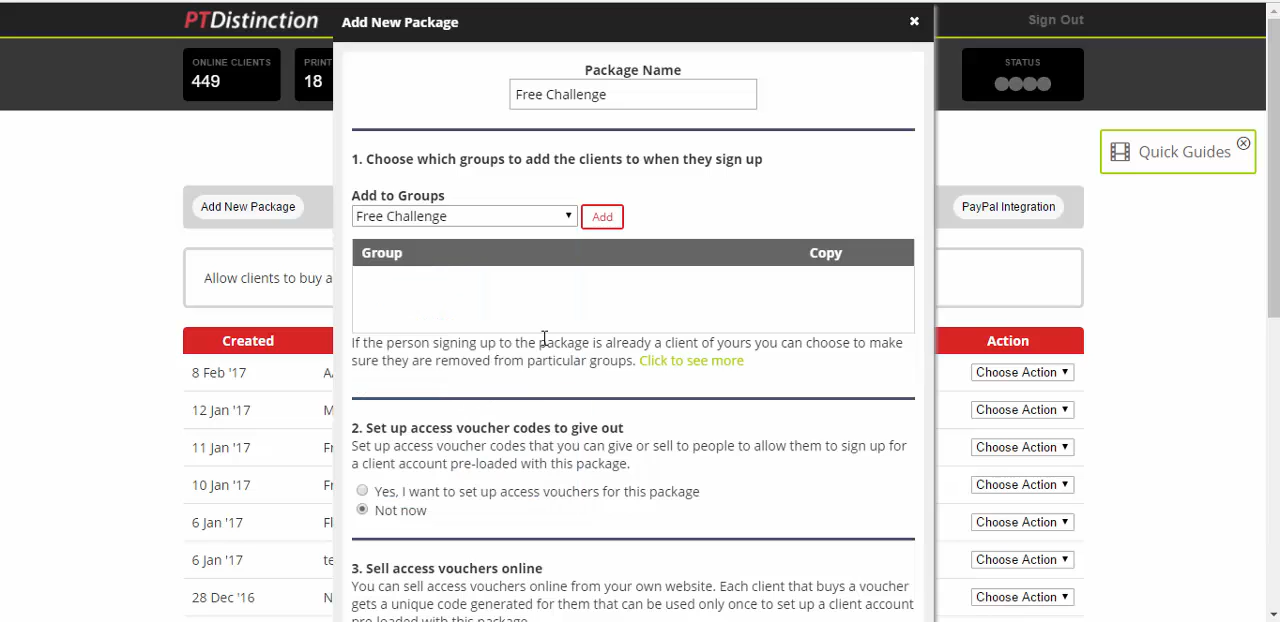 PTDistinction
Add New Package
Sign Out
ONLINE CLIENTS
449
PRINT
18
STATUS
Package Name
Free Challenge
Quick Guides
1. Choose which groups to add the clients to when they sign up
Add to Groups
Free Challenge
Add
Add New Package
PayPal Integration
Group Copy
Allow clients to buy a
If the person signing up to the package is already a client of yours you can choose to make
sure they are removed from particular groups. Click to see more
Created
Action
8 Feb '17
Choose Action
12 Jan '17
Choose Action
11 Jan '17
Choose Action
10 Jan '17
Choose Action
6 Jan '17
Choose Action
6 Jan '17
Choose Action
28 Dec '16
Choose Action
2. Set up access voucher codes to give out
Set up access voucher codes that you can give or sell to people to allow them to sign up for
a client account pre-loaded with this package.
Yes, I want to set up access vouchers for this package
Not now
3. Sell access vouchers online
You can sell access vouchers online from your own website. Each client that buys a voucher
gets a unique code generated for them that can be used only once to set up a client account
pre-loaded with this package.